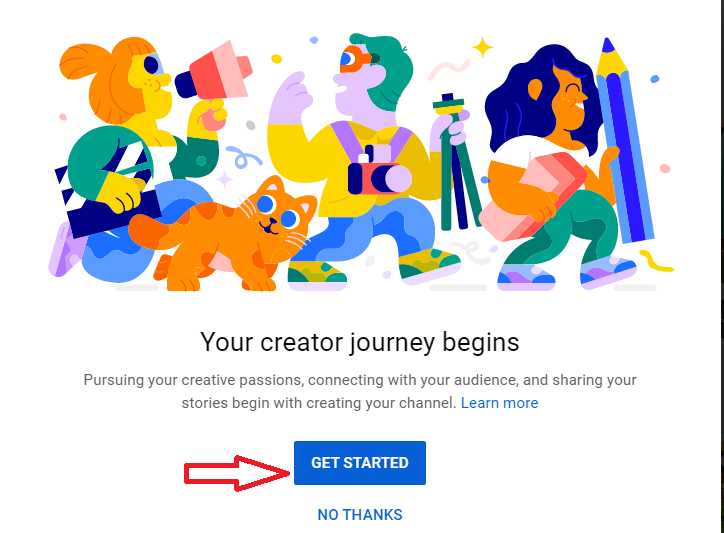 Your creator journey begins
Pursuing your creative passions, connecting with your audience, and sharing your
stories begin with creating your channel. Learn more
GET STARTED
NO THANKS